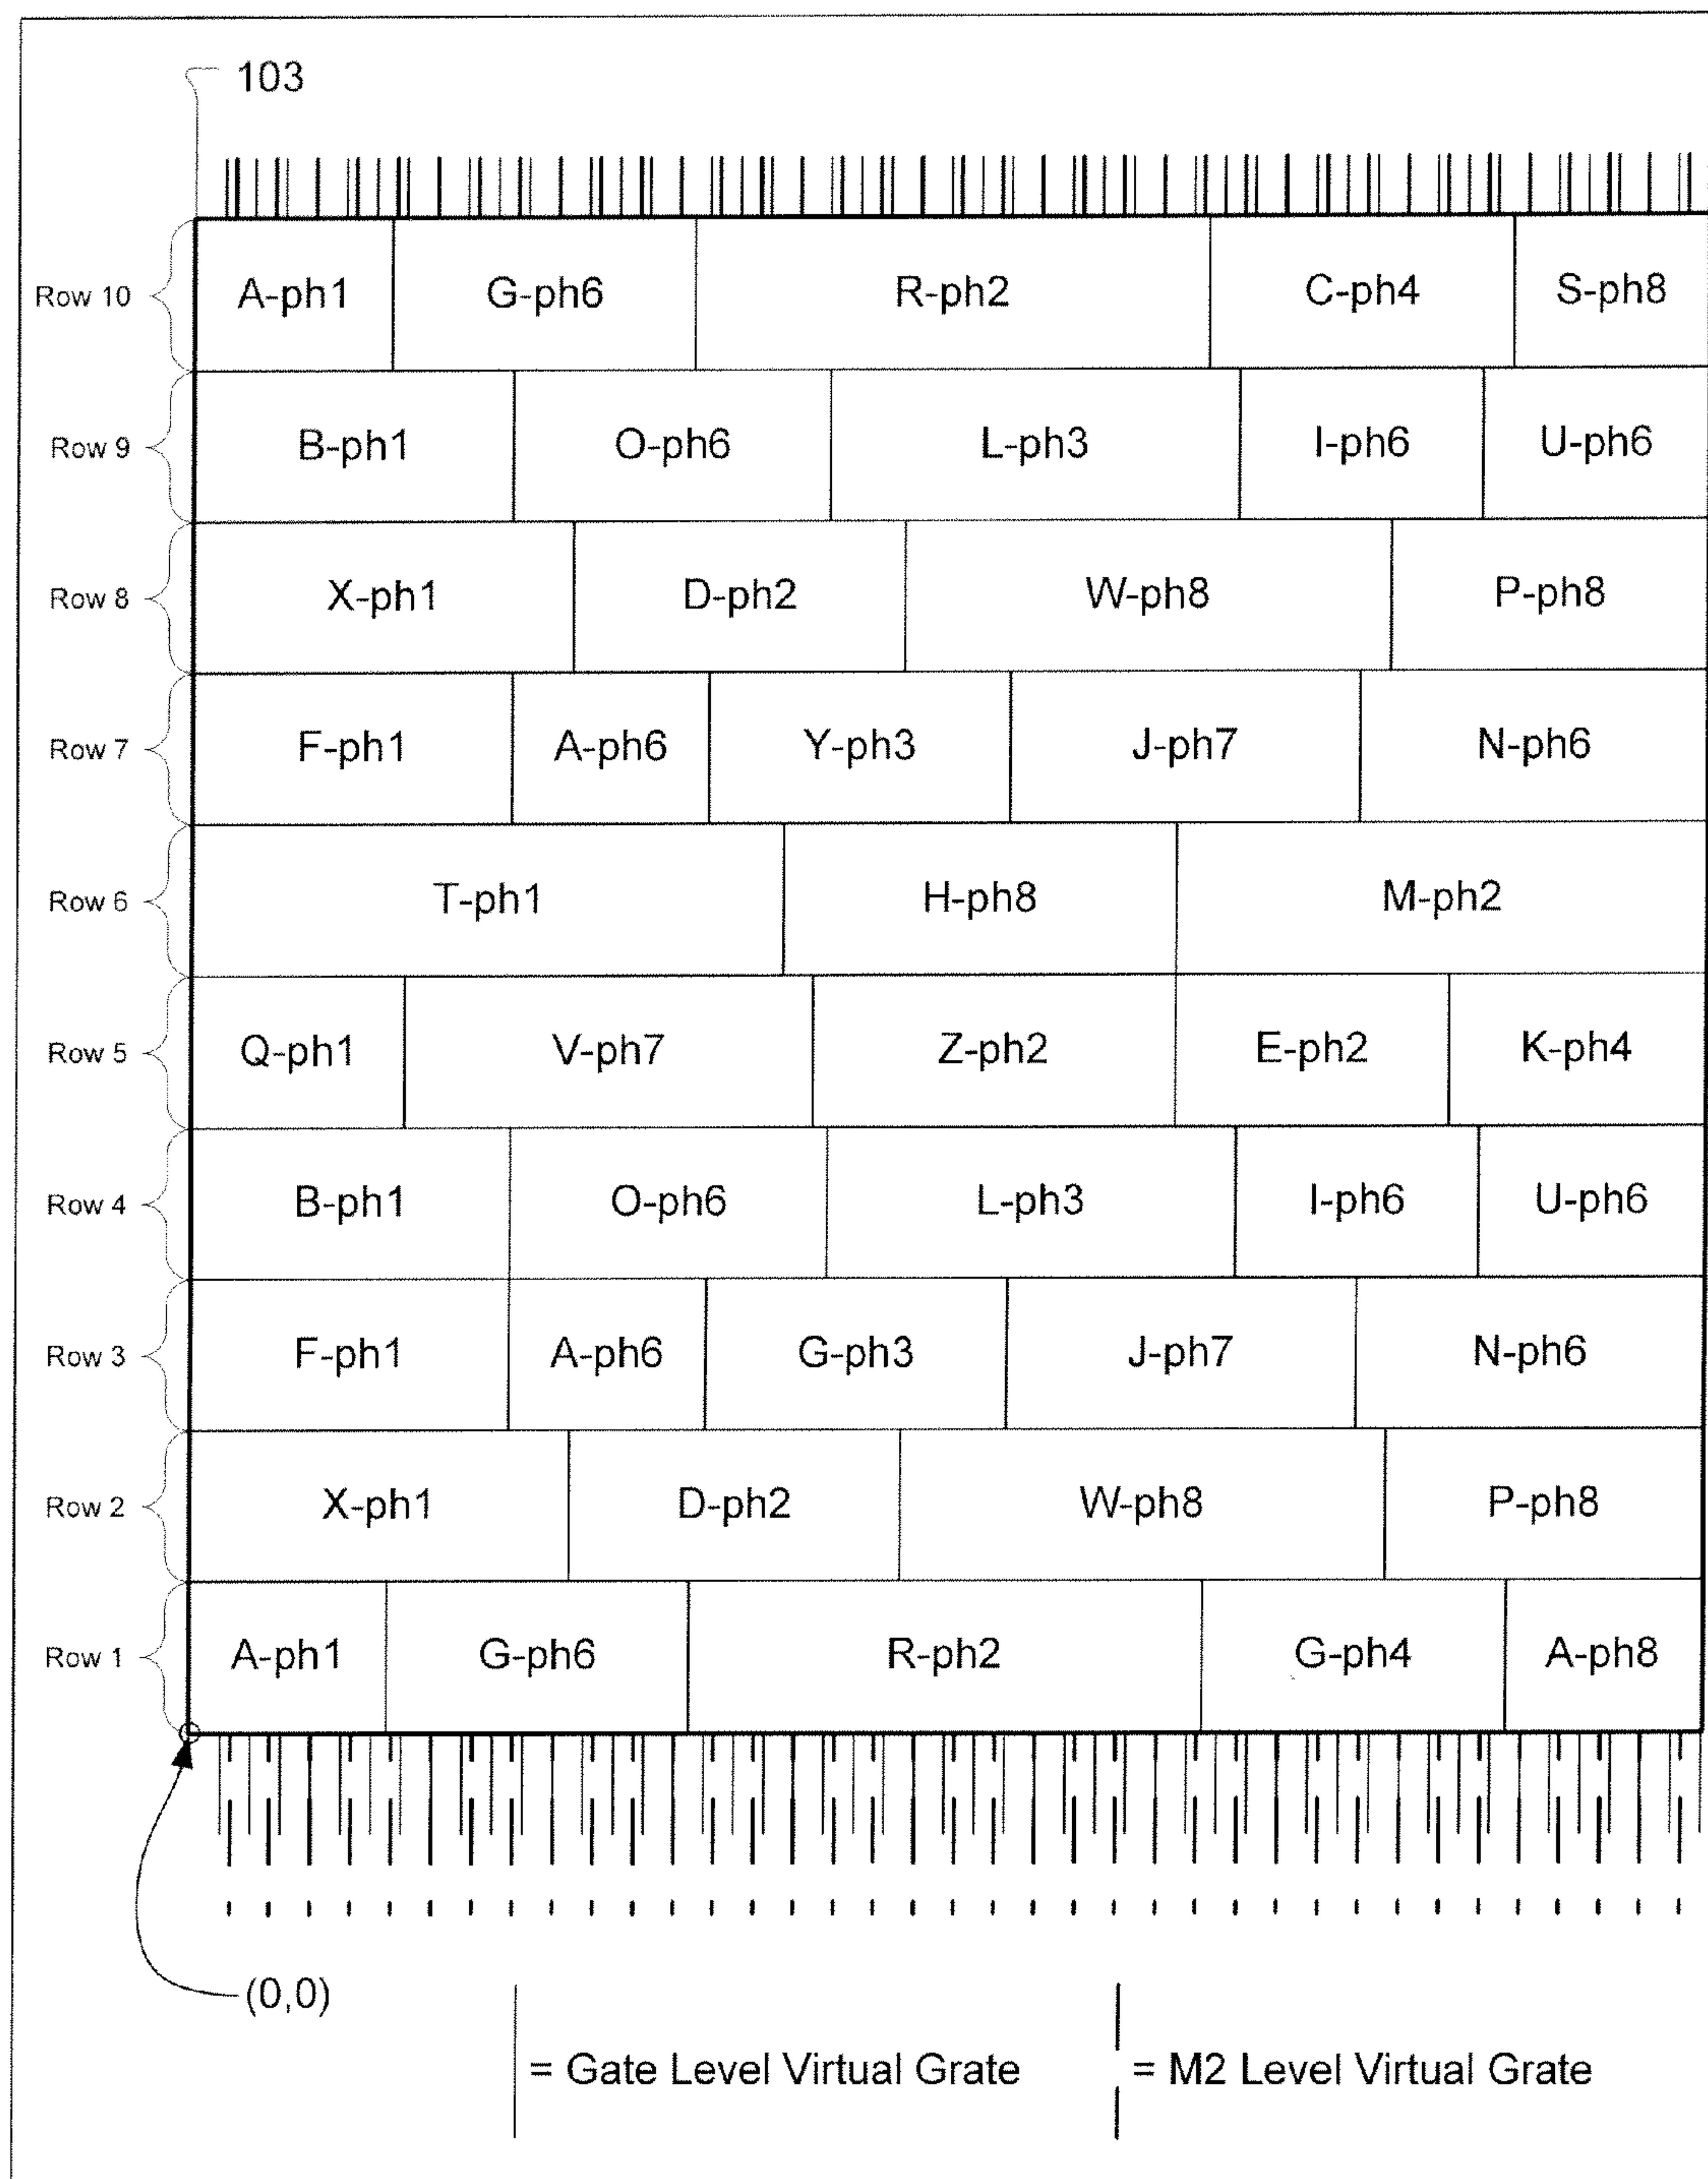 103
Row 10 A-ph1 G-ph6 R-ph2 C-ph4 S-ph8
Row 9 B-ph1 O-ph6 L-ph3 I-ph6 U-ph6
Row 8 X-ph1 D-ph2 W-ph8 P-ph8
Row 7 F-ph1 A-ph6 Y-ph3 J-ph7 N-ph6
Row 6 T-ph1 H-ph8 M-ph2
Row 5 Q-ph1 V-ph7 Z-ph2 E-ph2 K-ph4
Row 4 B-ph1 O-ph6 L-ph3 I-ph6 U-ph6
Row 3 F-ph1 A-ph6 G-ph3 J-ph7 N-ph6
Row 2 X-ph1 D-ph2 W-ph8 P-ph8
Row 1 A-ph1 G-ph6 R-ph2 G-ph4 A-ph8
(0,0)
= Gate Level Virtual Grate = M2 Level Virtual Grate